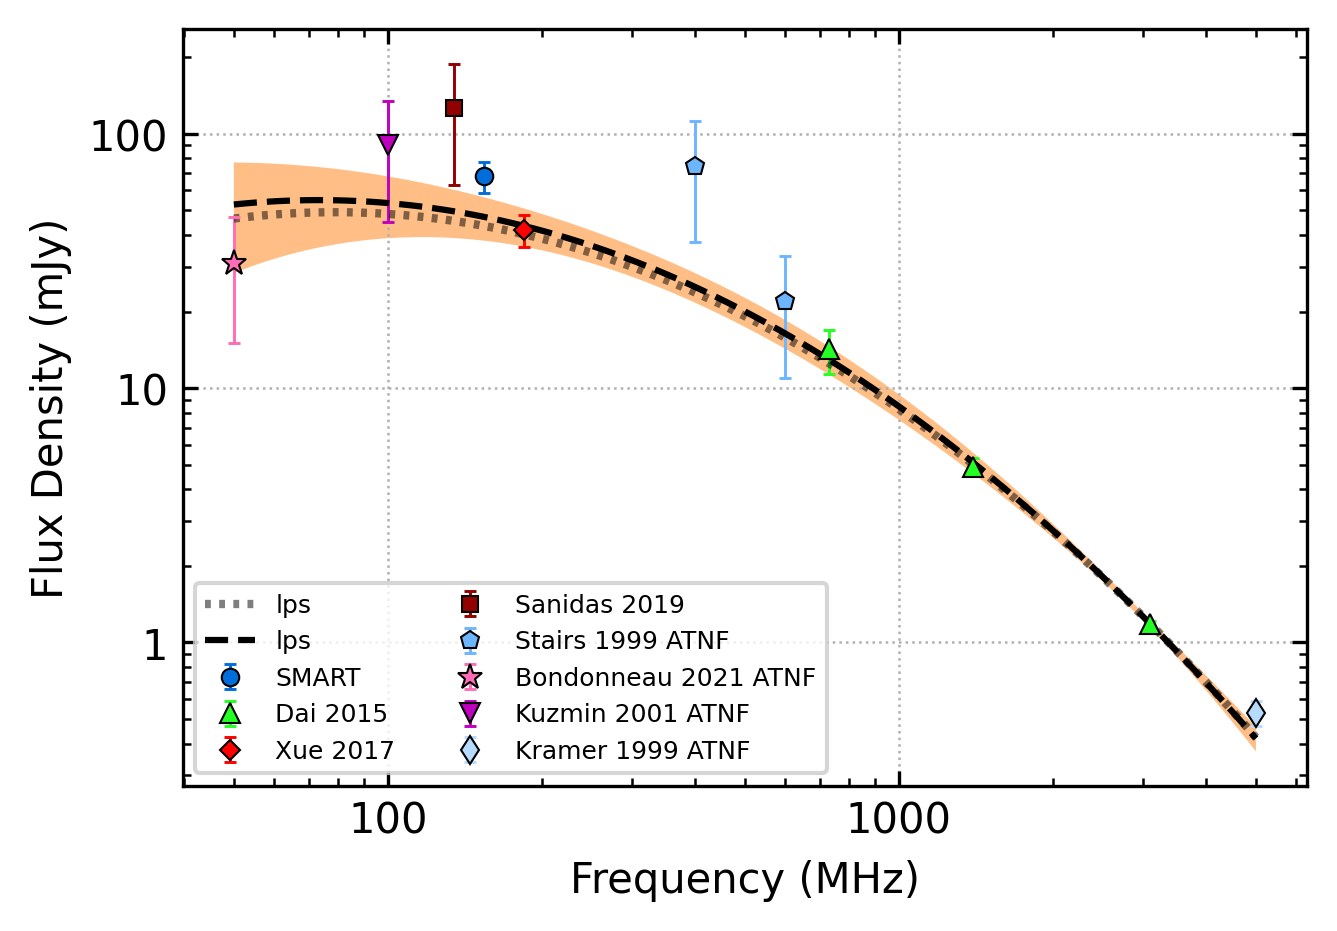 Flux Density (mJy)
100
10
1
lps
lps
SMART
Dai 2015
Xue 2017
Sanidas 2019
Stairs 1999 ATNF
Bondonneau 2021 ATNF
Kuzmin 2001 ATNF
Kramer 1999 ATNF
100
1000
Frequency (MHz)